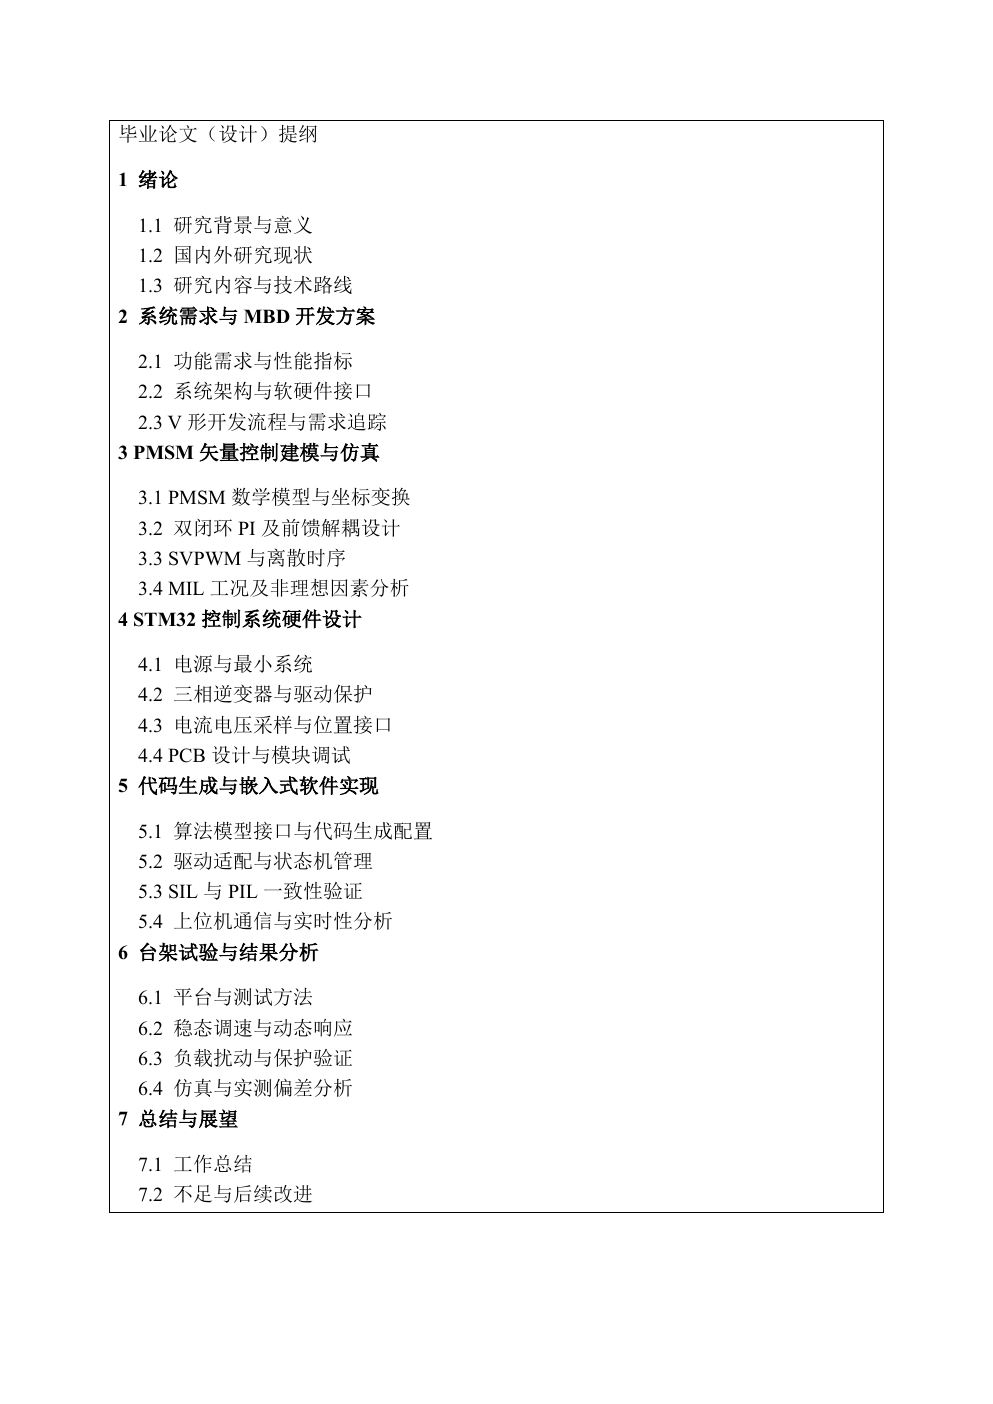 毕业论文（设计）提纲
1 绪论
1.1 研究背景与意义
1.2 国内外研究现状
1.3 研究内容与技术路线
2 系统需求与 MBD 开发方案
2.1 功能需求与性能指标
2.2 系统架构与软硬件接口
2.3 V 形开发流程与需求追踪
3 PMSM 矢量控制建模与仿真
3.1 PMSM 数学模型与坐标变换
3.2 双闭环 PI 及前馈解耦设计
3.3 SVPWM 与离散时序
3.4 MIL 工况及非理想因素分析
4 STM32 控制系统硬件设计
4.1 电源与最小系统
4.2 三相逆变器与驱动保护
4.3 电流电压采样与位置接口
4.4 PCB 设计与模块调试
5 代码生成与嵌入式软件实现
5.1 算法模型接口与代码生成配置
5.2 驱动适配与状态机管理
5.3 SIL 与 PIL 一致性验证
5.4 上位机通信与实时性分析
6 台架试验与结果分析
6.1 平台与测试方法
6.2 稳态调速与动态响应
6.3 负载扰动与保护验证
6.4 仿真与实测偏差分析
7 总结与展望
7.1 工作总结
7.2 不足与后续改进